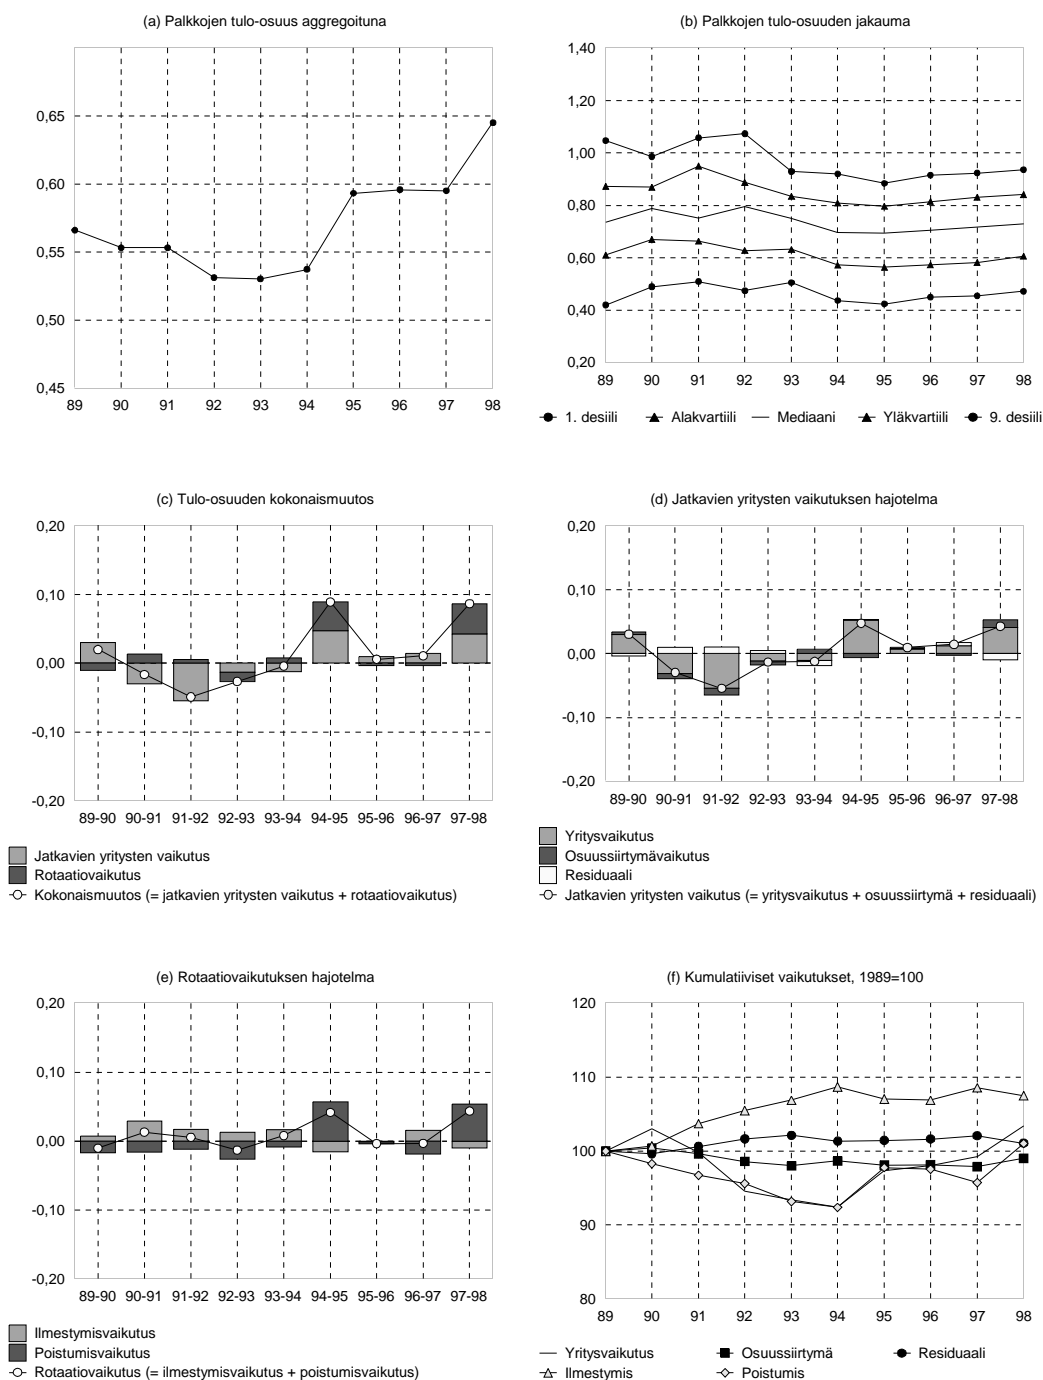 (a) Palkkojen tulo-osuus aggregoituna
0,65
0,60
0,55
0,50
0,45
89 90 91 92 93 94 95 96 97 98
(b) Palkkojen tulo-osuuden jakauma
1,40
1,20
1,00
0,80
0,60
0,40
0,20
89 90 91 92 93 94 95 96 97 98
1. desiili Alakvartiili Mediaani Yläkvartiili 9. desiili
(c) Tulo-osuuden kokonaismuutos
0,20
0,10
0,00
-0,10
-0,20
89-90 90-91 91-92 92-93 93-94 94-95 95-96 96-97 97-98
Jatkavien yritysten vaikutus
Rotaatiovaikutus
Kokonaismuutos (= jatkavien yritysten vaikutus + rotaatiovaikutus)
(d) Jatkavien yritysten vaikutuksen hajotelma
0,20
0,10
0,00
-0,10
-0,20
89-90 90-91 91-92 92-93 93-94 94-95 95-96 96-97 97-98
Yritysvaikutus
Osuussiirtymävaikutus
Residuaali
Jatkavien yritysten vaikutus (= yritysvaikutus + osuussiirtymä + residuaali)
(e) Rotaatiovaikutuksen hajotelma
0,20
0,10
0,00
-0,10
-0,20
89-90 90-91 91-92 92-93 93-94 94-95 95-96 96-97 97-98
Ilmestymisvaikutus
Poistumisvaikutus
Rotaatiovaikutus (= ilmestymisvaikutus + poistumisvaikutus)
(f) Kumulatiiviset vaikutukset, 1989=100
120
110
100
90
80
89 90 91 92 93 94 95 96 97 98
Yritysvaikutus Osuussiirtymä Residuaali
Ilmestymis Poistumis